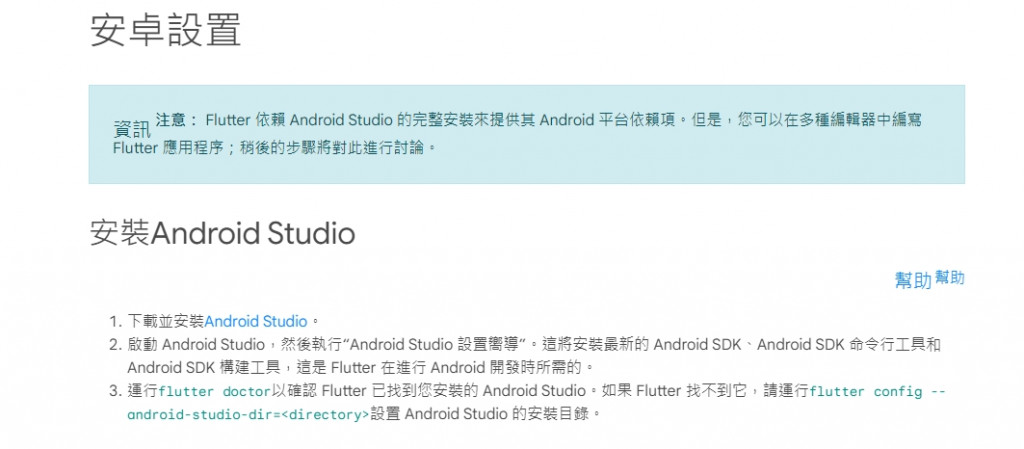 安卓設置
資訊 注意： Flutter 依賴 Android Studio 的完整安裝來提供其 Android 平台依賴項。但是，您可以在多種編輯器中編寫
Flutter 應用程序；稍後的步驟將對此進行討論。
安裝Android Studio
幫助 幫助
1. 下載並安裝Android Studio。
2. 啟動 Android Studio，然後執行“Android Studio 設置嚮導”。這將安裝最新的 Android SDK、Android SDK 命令行工具和
Android SDK 構建工具，這是 Flutter 在進行 Android 開發時所需的。
3. 運行flutter doctor以確認 Flutter 已找到您安裝的 Android Studio。如果 Flutter 找不到它，請運行flutter config --
android-studio-dir=<directory>設置 Android Studio 的安裝目錄。